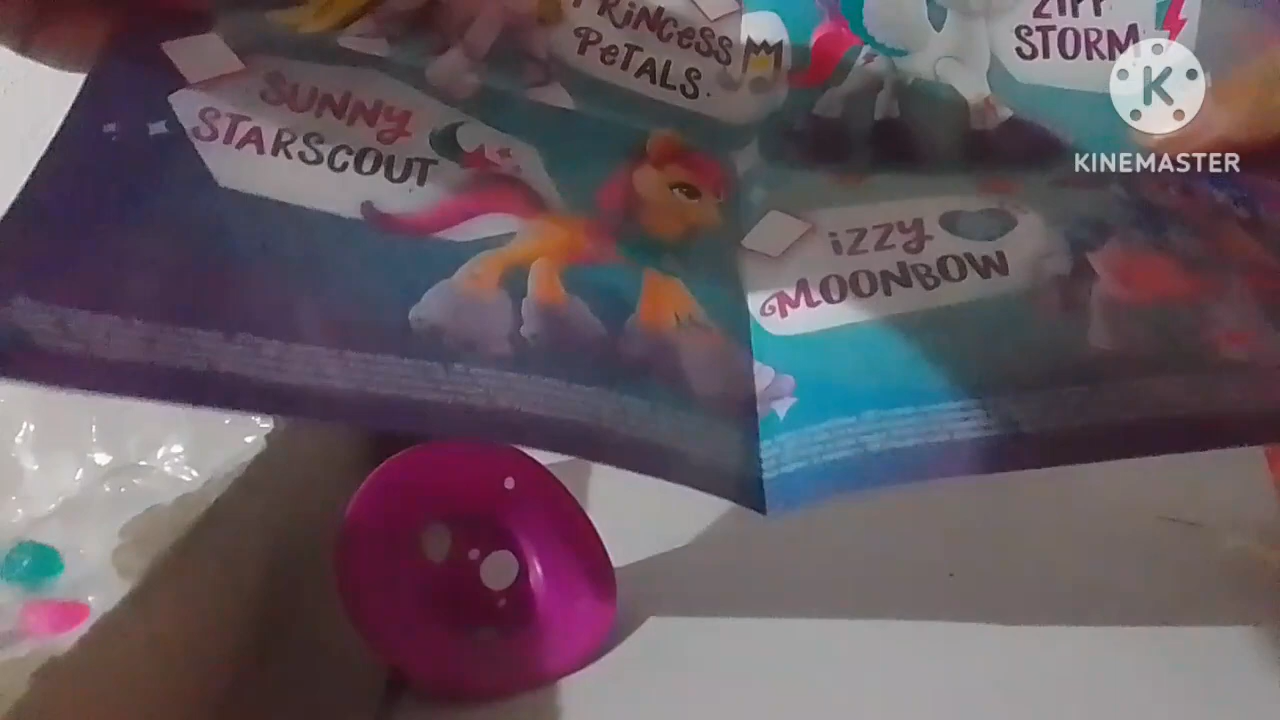 PRINCESS
PETALS.
ZIPP
STORM
K
KINEMASTER
SUNNY
STARSCOUT
izzy
MOONBOW